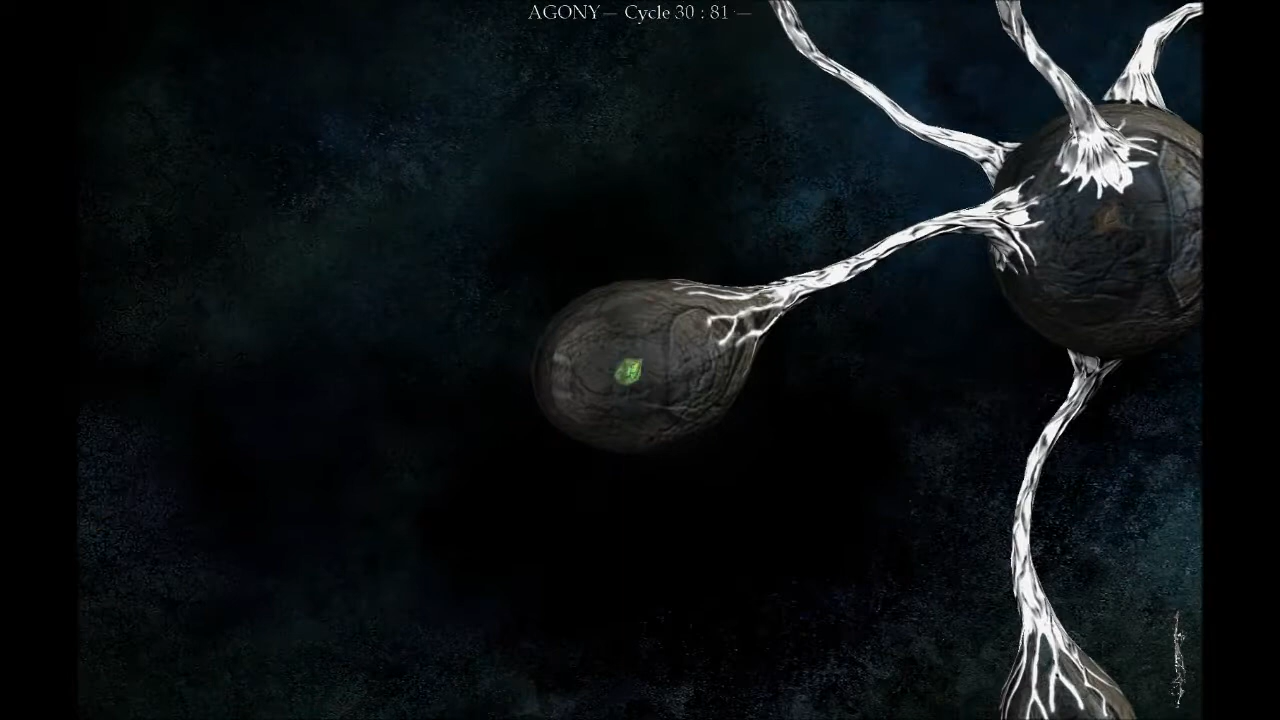 AGONY — Cycle 30 : 81 —